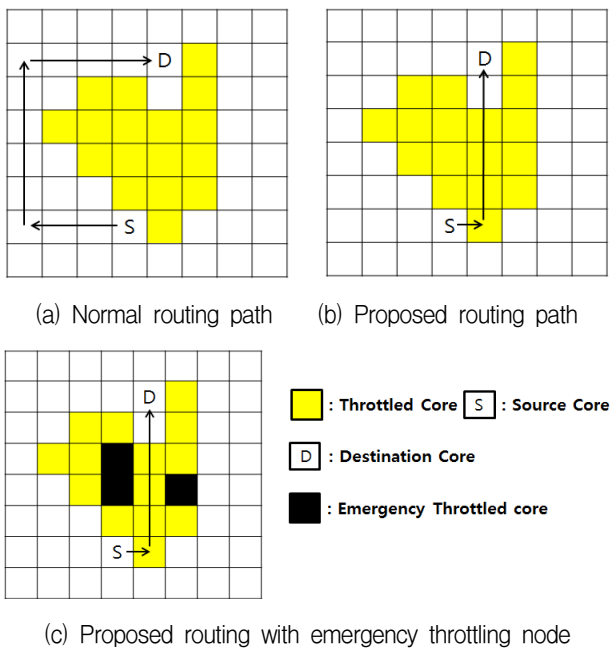 D
S
D
S
(a) Normal routing path
(b) Proposed routing path
D
S
: Throttled Core
S : Source Core
D : Destination Core
: Emergency Throttled core
(c) Proposed routing with emergency throttling node